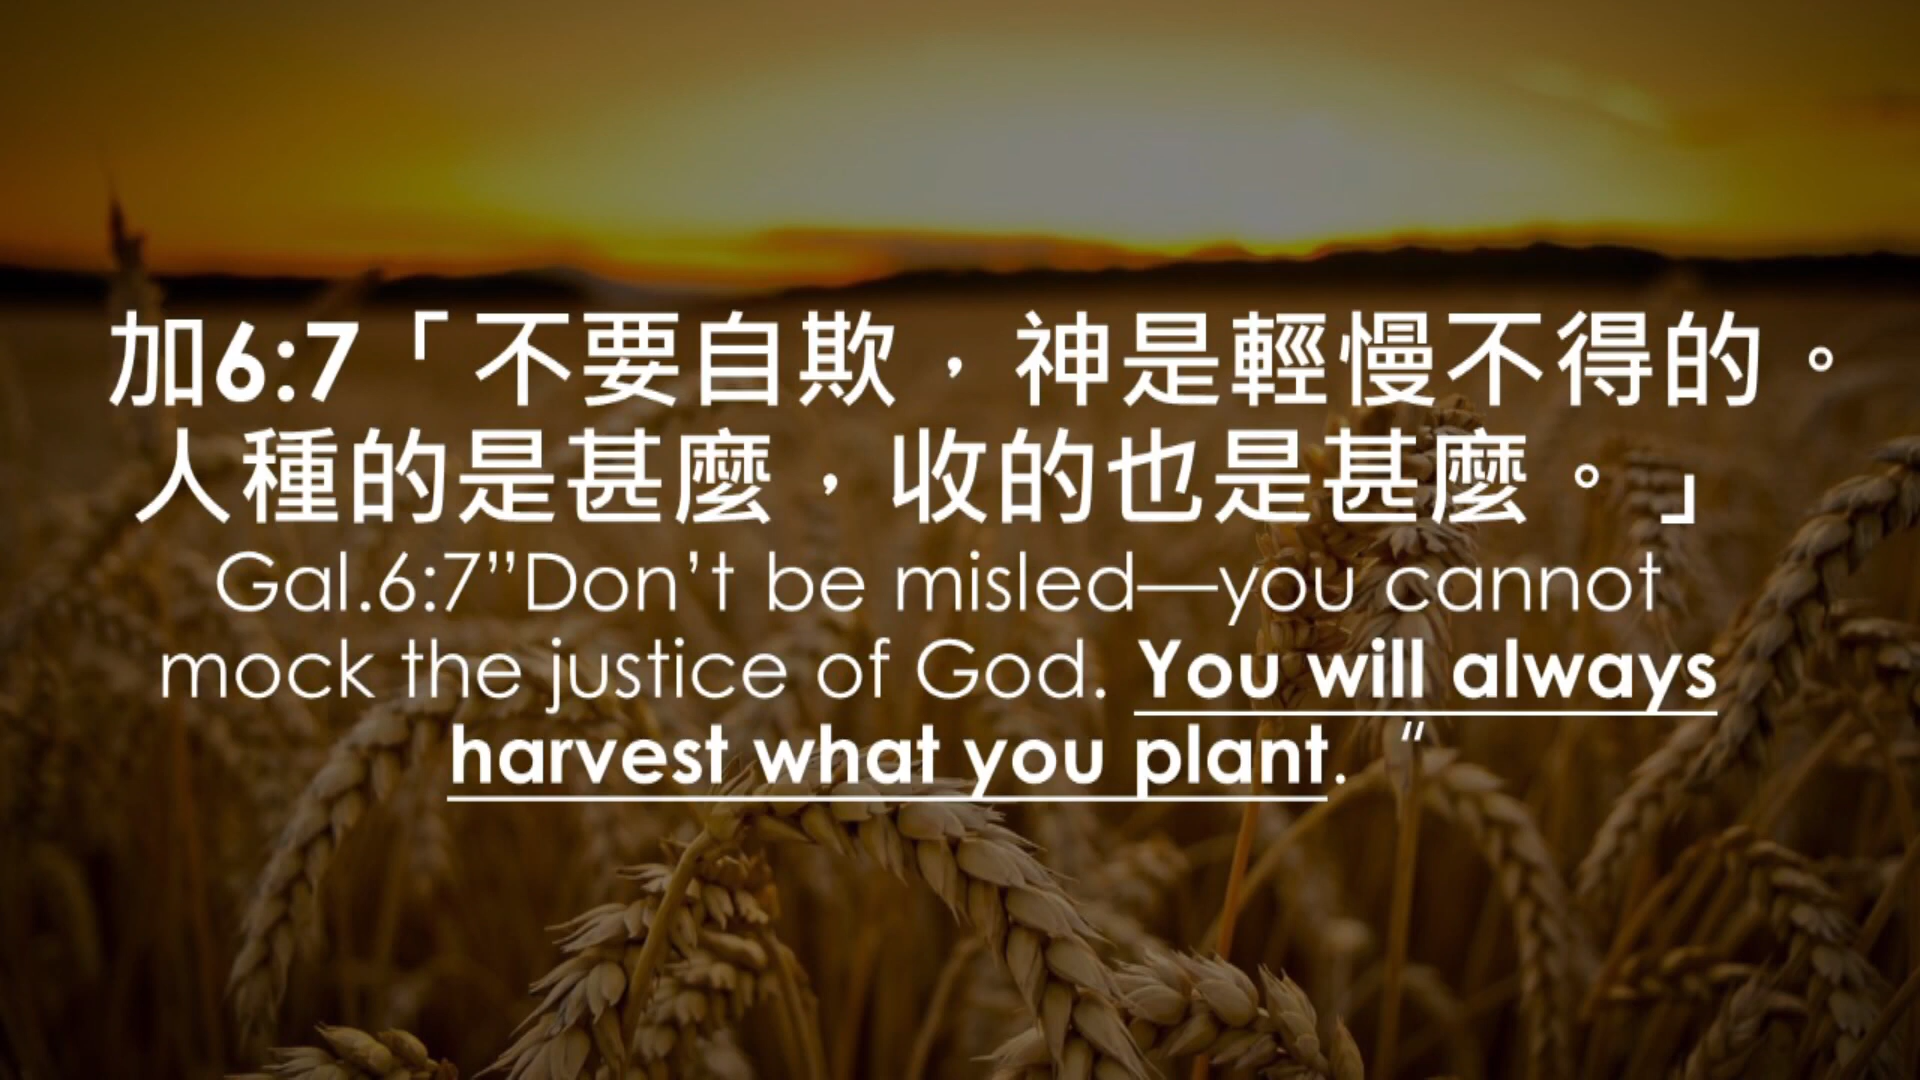 加6:7「不要自欺，神是輕慢不得的。
人種的是甚麼，收的也是甚麼。」
Gal.6:7”Don’t be misled—you cannot
mock the justice of God. You will always
harvest what you plant. “